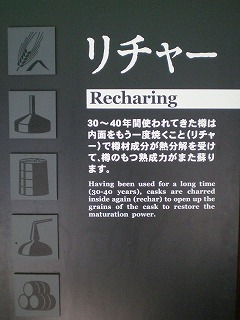 リチャー
Recharing
30〜40年間使われてきた樽は
内面をもう一度焼くこと(リチャ
ー)で樽材成分が熱分解を受け
て、樽のもつ熟成力がまた蘇り
ます。
Having been used for a long time
(30-40 years), casks are charred
inside again (rechar) to open up the
grains of the cask to restore the
maturation power.